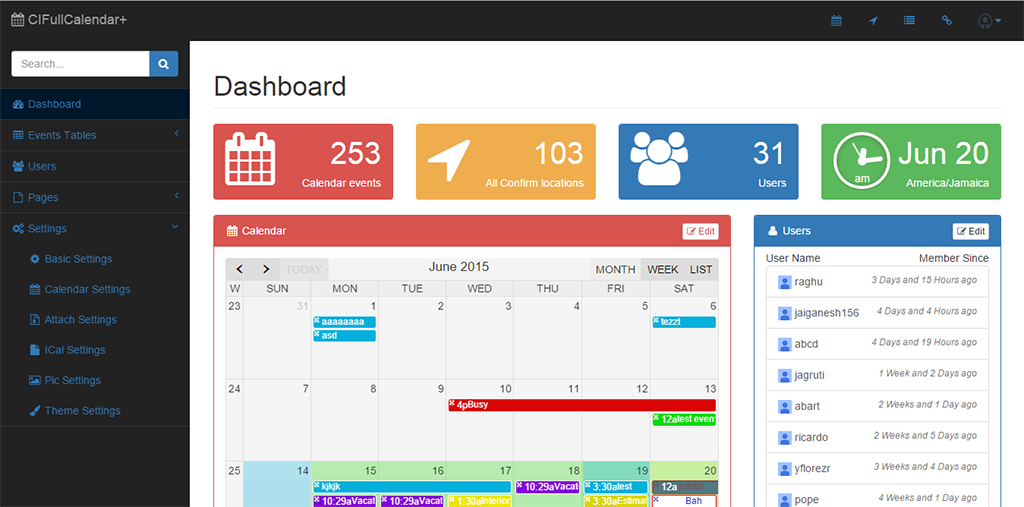 CIFullCalendar+
Search...
Dashboard
Events Tables
Users
Pages
Settings
Basic Settings
Calendar Settings
Attach Settings
ICal Settings
Pic Settings
Theme Settings
Dashboard
253
Calendar events
103
All Confirm locations
31
Users
am
Jun 20
America/Jamaica
Calendar
Edit
TODAY
June 2015
MONTH WEEK LIST
W SUN MON TUE WED THU FRI SAT
23 31 1 2 3 4 5 6
aaaaaaaa
tezzt
asd
24 7 8 9 10 11 12 13
4pBusy
12atest even
25 14 15 16 17 18 19 20
kjkjk
10:29aVacat
3:30atest
12a
10:29aVacat
10:29aVacat
1:30aInterior
3:30aEstima
Bah
Users
Edit
User Name Member Since
raghu 3 Days and 15 Hours ago
jaiganesh156 4 Days and 4 Hours ago
abcd 4 Days and 19 Hours ago
jagruti 1 Week and 2 Days ago
abart 2 Weeks and 1 Day ago
ricardo 2 Weeks and 5 Days ago
yflorezr 3 Weeks and 4 Days ago
pope 4 Weeks and 1 Day ago